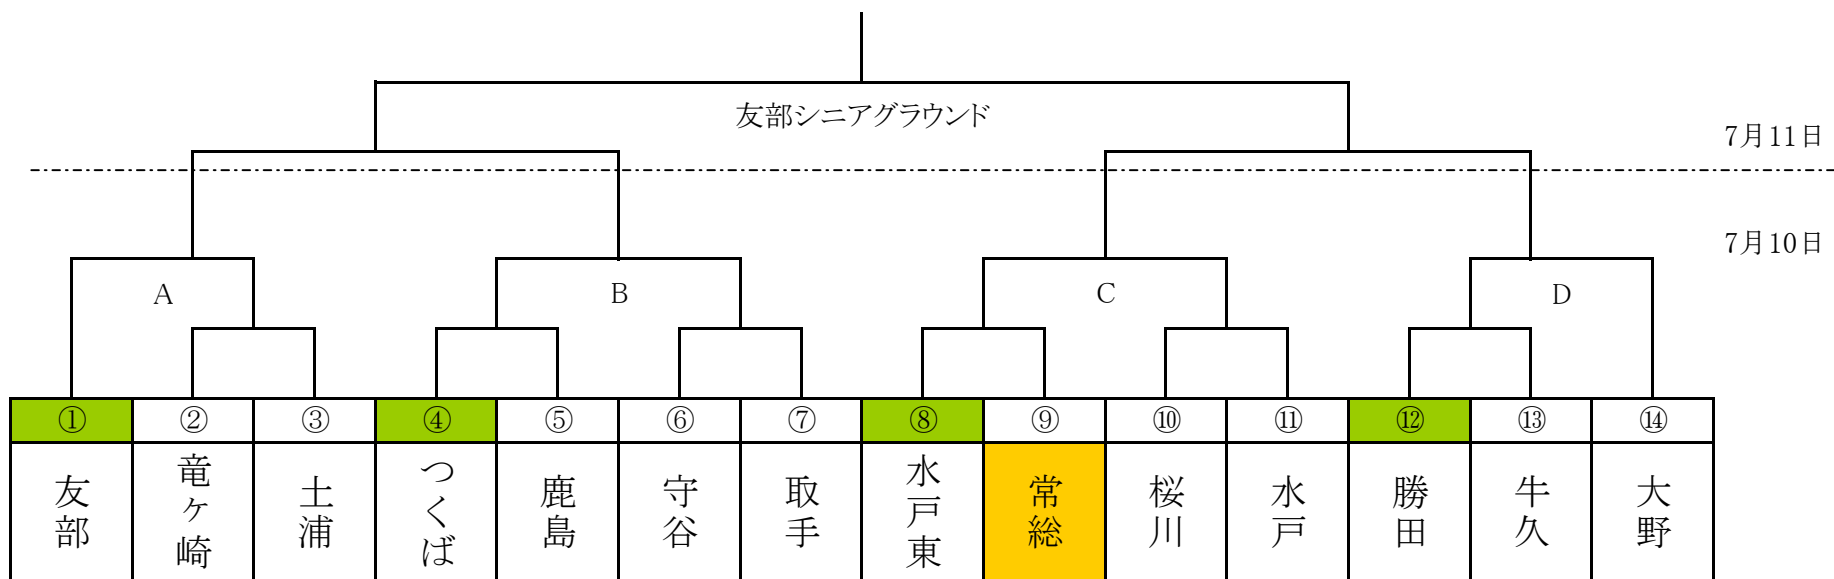 友部シニアグラウンド
7月11日
7月10日
A
B
C
D
①
②
③
④
⑤
⑥
⑦
⑧
⑨
⑩
⑪
⑫
⑬
⑭
友部
竜ヶ崎
土浦
つくば
鹿島
守谷
取手
水戸東
常総
桜川
水戸
勝田
牛久
大野